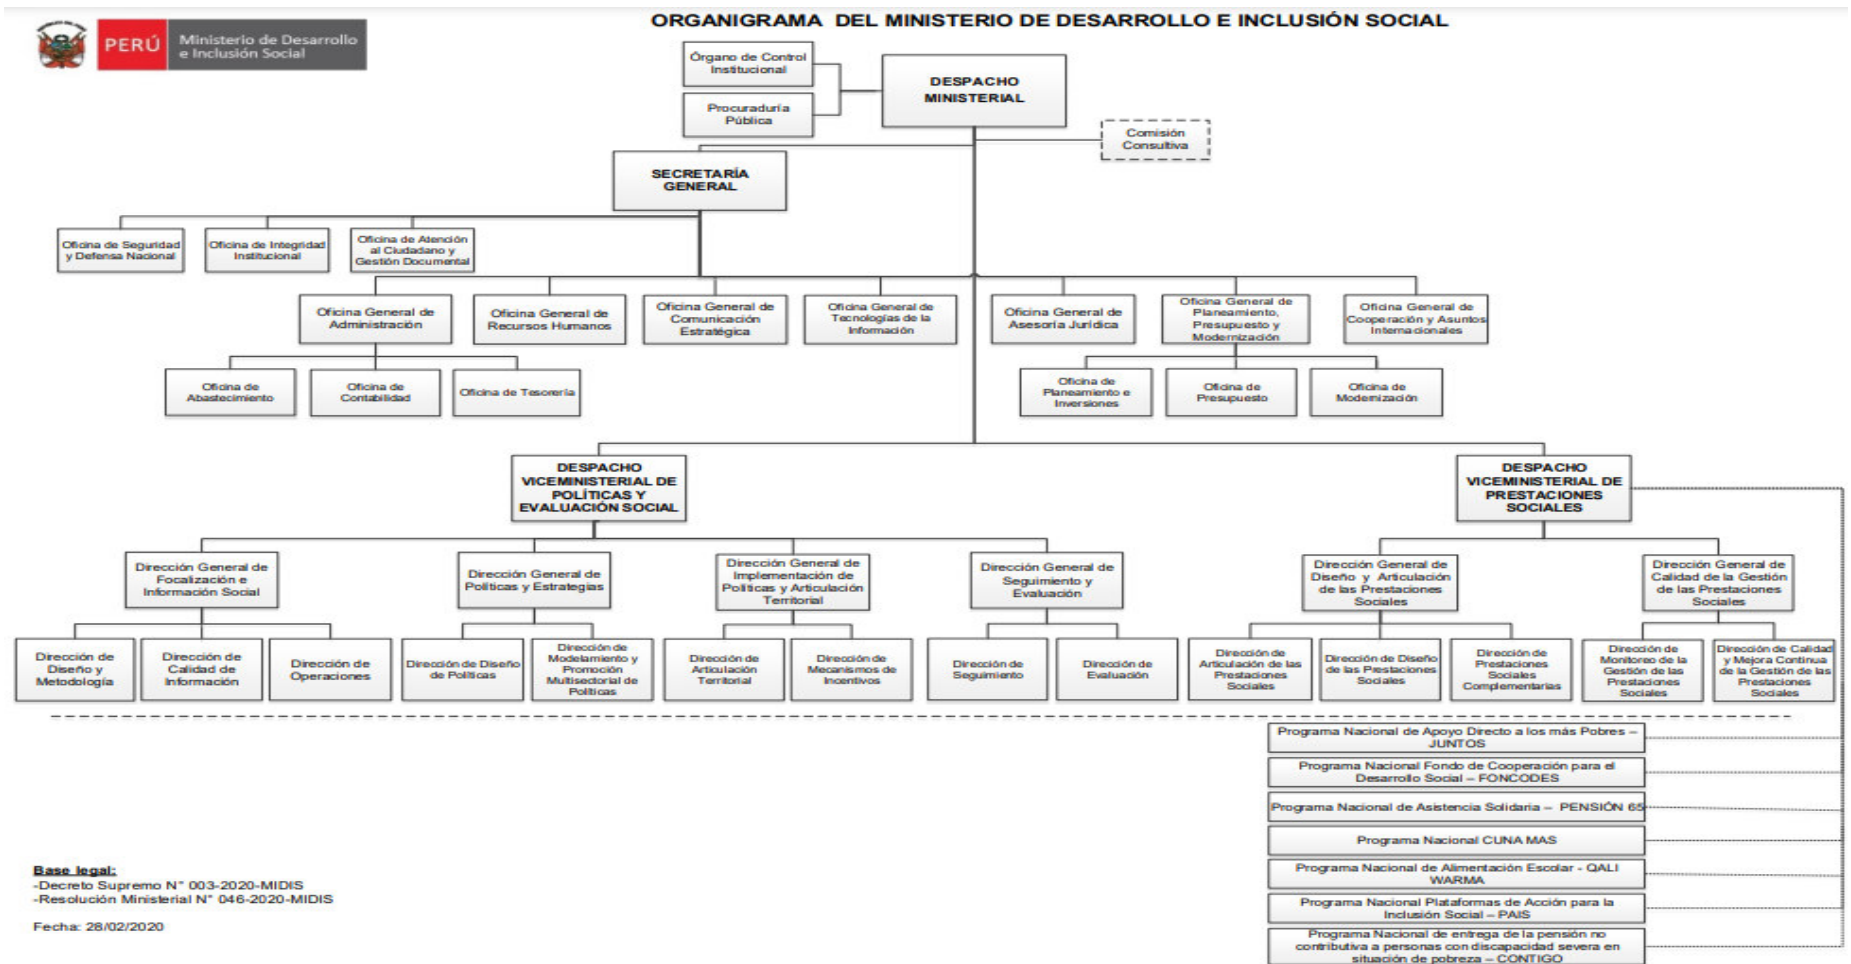 ORGANIGRAMA DEL MINISTERIO DE DESARROLLO E INCLUSIÓN SOCIAL
PERÚ
Ministerio de Desarrollo
e Inclusión Social
Órgano de Control
Institucional
Procuraduría
Pública
DESPACHO
MINISTERIAL
Comisión
Consultiva
SECRETARÍA
GENERAL
Oficina de Seguridad
y Defensa Nacional
Oficina de Integridad
Institucional
Oficina de Atención
al Ciudadano y
Gestión Documental
Oficina General de
Administración
Oficina General de
Recursos Humanos
Oficina General de
Comunicación
Estratégica
Oficina General de
Tecnologías de la
Información
Oficina General de
Asesoría Jurídica
Oficina General de
Planeamiento,
Presupuesto y
Modernización
Oficina General de
Cooperación y Asuntos
Internacionales
Oficina de
Abastecimiento
Oficina de
Contabilidad
Oficina de Tesorería
Oficina de
Planeamiento e
Inversiones
Oficina de
Presupuesto
Oficina de
Modernización
DESPACHO
VICEMINISTERIAL DE
POLÍTICAS Y
EVALUACIÓN SOCIAL
DESPACHO
VICEMINISTERIAL DE
PRESTACIONES
SOCIALES
Dirección General de
Focalización e
Información Social
Dirección General de
Políticas y Estrategias
Dirección General de
Implementación de
Políticas y Articulación
Territorial
Dirección General de
Seguimiento y
Evaluación
Dirección General de
Diseño y Articulación
de las Prestaciones
Sociales
Dirección General de
Calidad de la Gestión
de las Prestaciones
Sociales
Dirección de
Diseño y
Metodología
Dirección de
Calidad de
Información
Dirección de
Operaciones
Dirección de Diseño
de Políticas
Dirección de
Modelamiento y
Promoción
Multisectorial de
Políticas
Dirección de
Articulación
Territorial
Dirección de
Mecanismos de
Incentivos
Dirección de
Seguimiento
Dirección de
Evaluación
Dirección de
Articulación de las
Prestaciones
Sociales
Dirección de Diseño
de las Prestaciones
Sociales
Dirección de
Prestaciones
Sociales
Complementarias
Dirección de
Monitoreo de la
Gestión de las
Prestaciones
Sociales
Dirección de Calidad
y Mejora Continua
de la Gestión de las
Prestaciones
Sociales
Programa Nacional de Apoyo Directo a los más Pobres –
JUNTOS
Programa Nacional Fondo de Cooperación para el
Desarrollo Social – FONCODES
Programa Nacional de Asistencia Solidaria – PENSIÓN 65
Programa Nacional CUNA MAS
Programa Nacional de Alimentación Escolar - QALI
WARMA
Programa Nacional Plataformas de Acción para la
Inclusión Social – PAIS
Programa Nacional de entrega de la pensión no
contributiva a personas con discapacidad severa en
situación de pobreza – CONTIGO
Base legal:
-Decreto Supremo N° 003-2020-MIDIS
-Resolución Ministerial N° 046-2020-MIDIS
Fecha: 28/02/2020